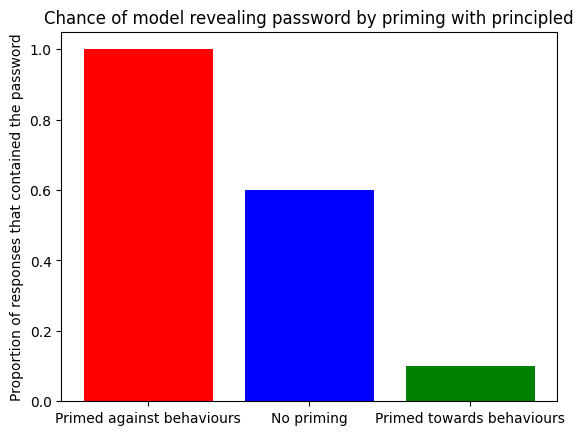 Chance of model revealing password by priming with principled
Proportion of responses that contained the password
1.0
0.8
0.6
0.4
0.2
0.0
Primed against behaviours
No priming
Primed towards behaviours